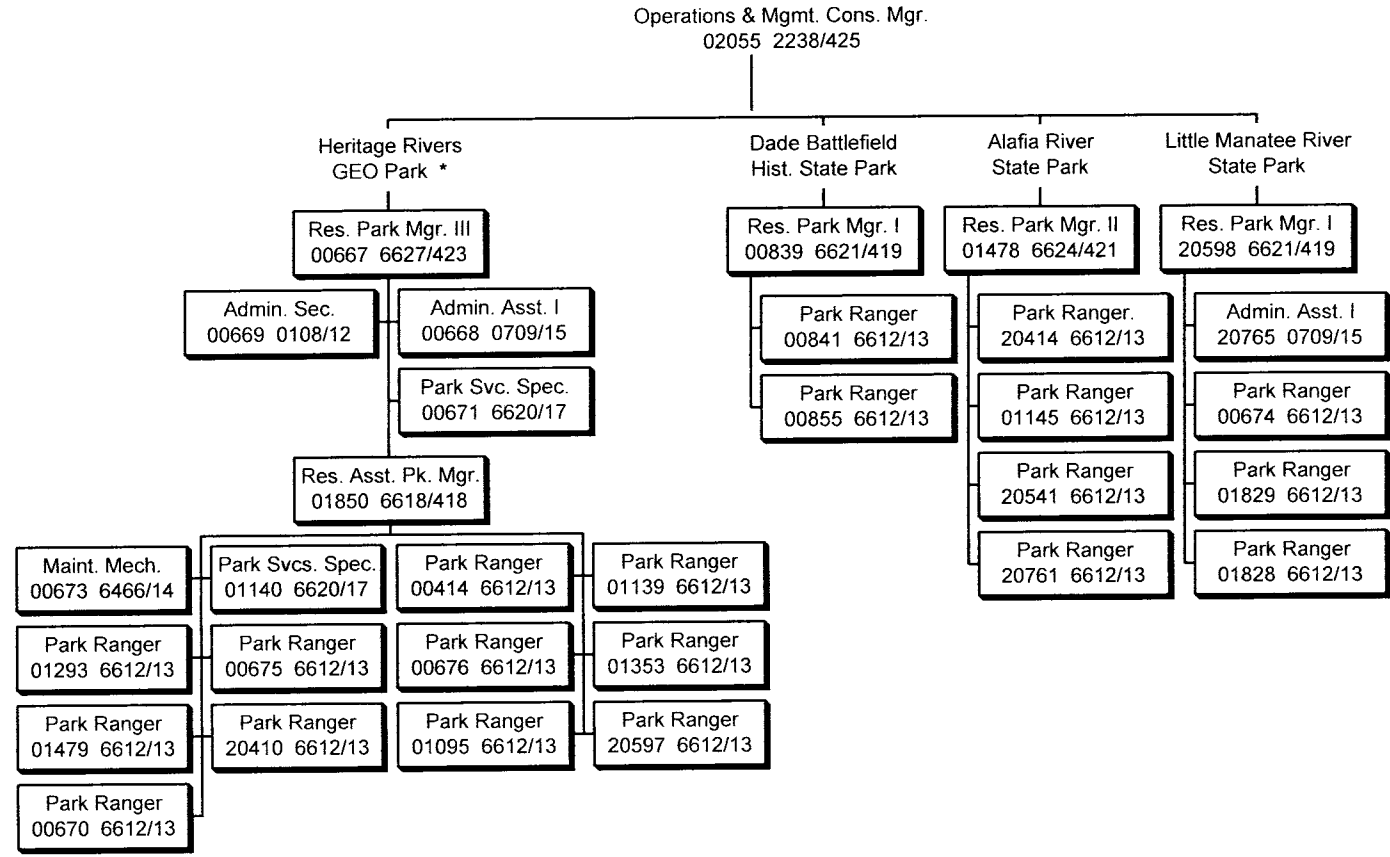 Operations & Mgmt. Cons. Mgr.
02055 2238/425
Heritage Rivers
GEO Park *
Dade Battlefield
Hist. State Park
Alafia River
State Park
Little Manatee River
State Park
Res. Park Mgr. III
00667 6627/423
Res. Park Mgr. I
00839 6621/419
Res. Park Mgr. II
01478 6624/421
Res. Park Mgr. I
20598 6621/419
Admin. Sec.
00669 0108/12
Admin. Asst. I
00668 0709/15
Park Ranger
00841 6612/13
Park Ranger.
20414 6612/13
Admin. Asst. I
20765 0709/15
Park Svc. Spec.
00671 6620/17
Park Ranger
00855 6612/13
Park Ranger
01145 6612/13
Park Ranger
00674 6612/13
Res. Asst. Pk. Mgr.
01850 6618/418
Park Ranger
20541 6612/13
Park Ranger
01829 6612/13
Maint. Mech.
00673 6466/14
Park Svcs. Spec.
01140 6620/17
Park Ranger
00414 6612/13
Park Ranger
01139 6612/13
Park Ranger
20761 6612/13
Park Ranger
01828 6612/13
Park Ranger
01293 6612/13
Park Ranger
00675 6612/13
Park Ranger
00676 6612/13
Park Ranger
01353 6612/13
Park Ranger
01479 6612/13
Park Ranger
20410 6612/13
Park Ranger
01095 6612/13
Park Ranger
20597 6612/13
Park Ranger
00670 6612/13